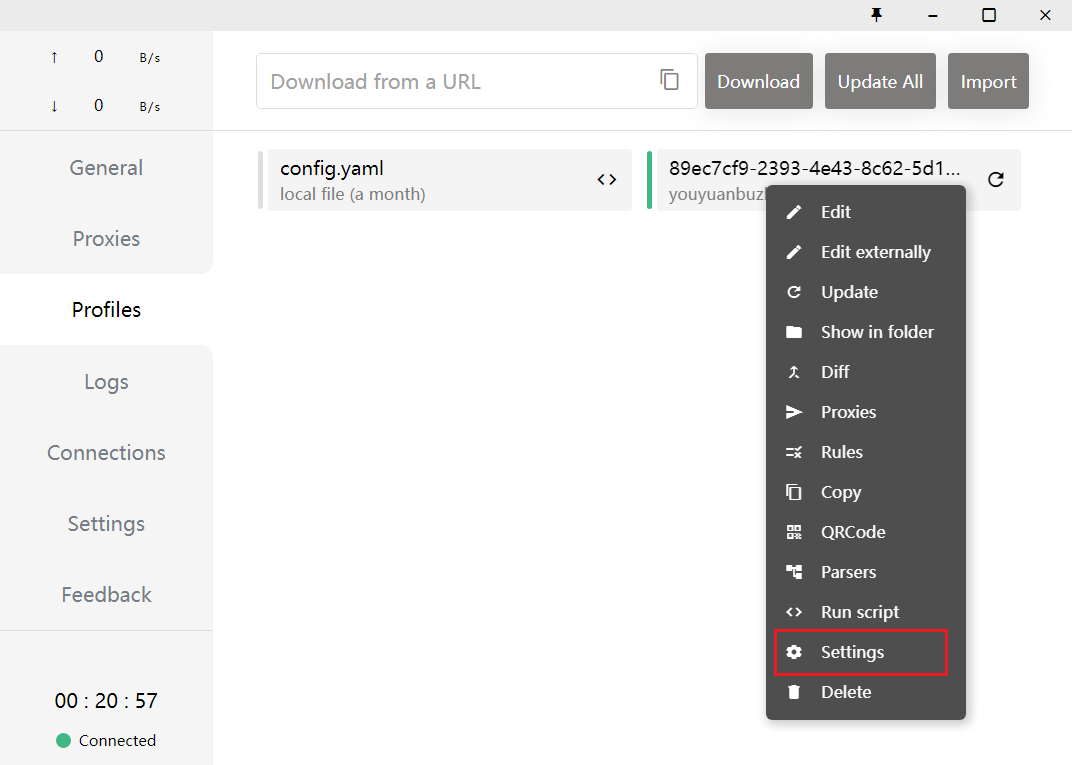 ↑ 0 B/s
↓ 0 B/s
General
Proxies
Profiles
Logs
Connections
Settings
Feedback
00 : 20 : 57
Connected
Download from a URL
Download
Update All
Import
config.yaml
local file (a month)
89ec7cf9-2393-4e43-8c62-5d1...
Edit
Edit externally
Update
Show in folder
Diff
Proxies
Rules
Copy
QRCode
Parsers
Run script
Settings
Delete